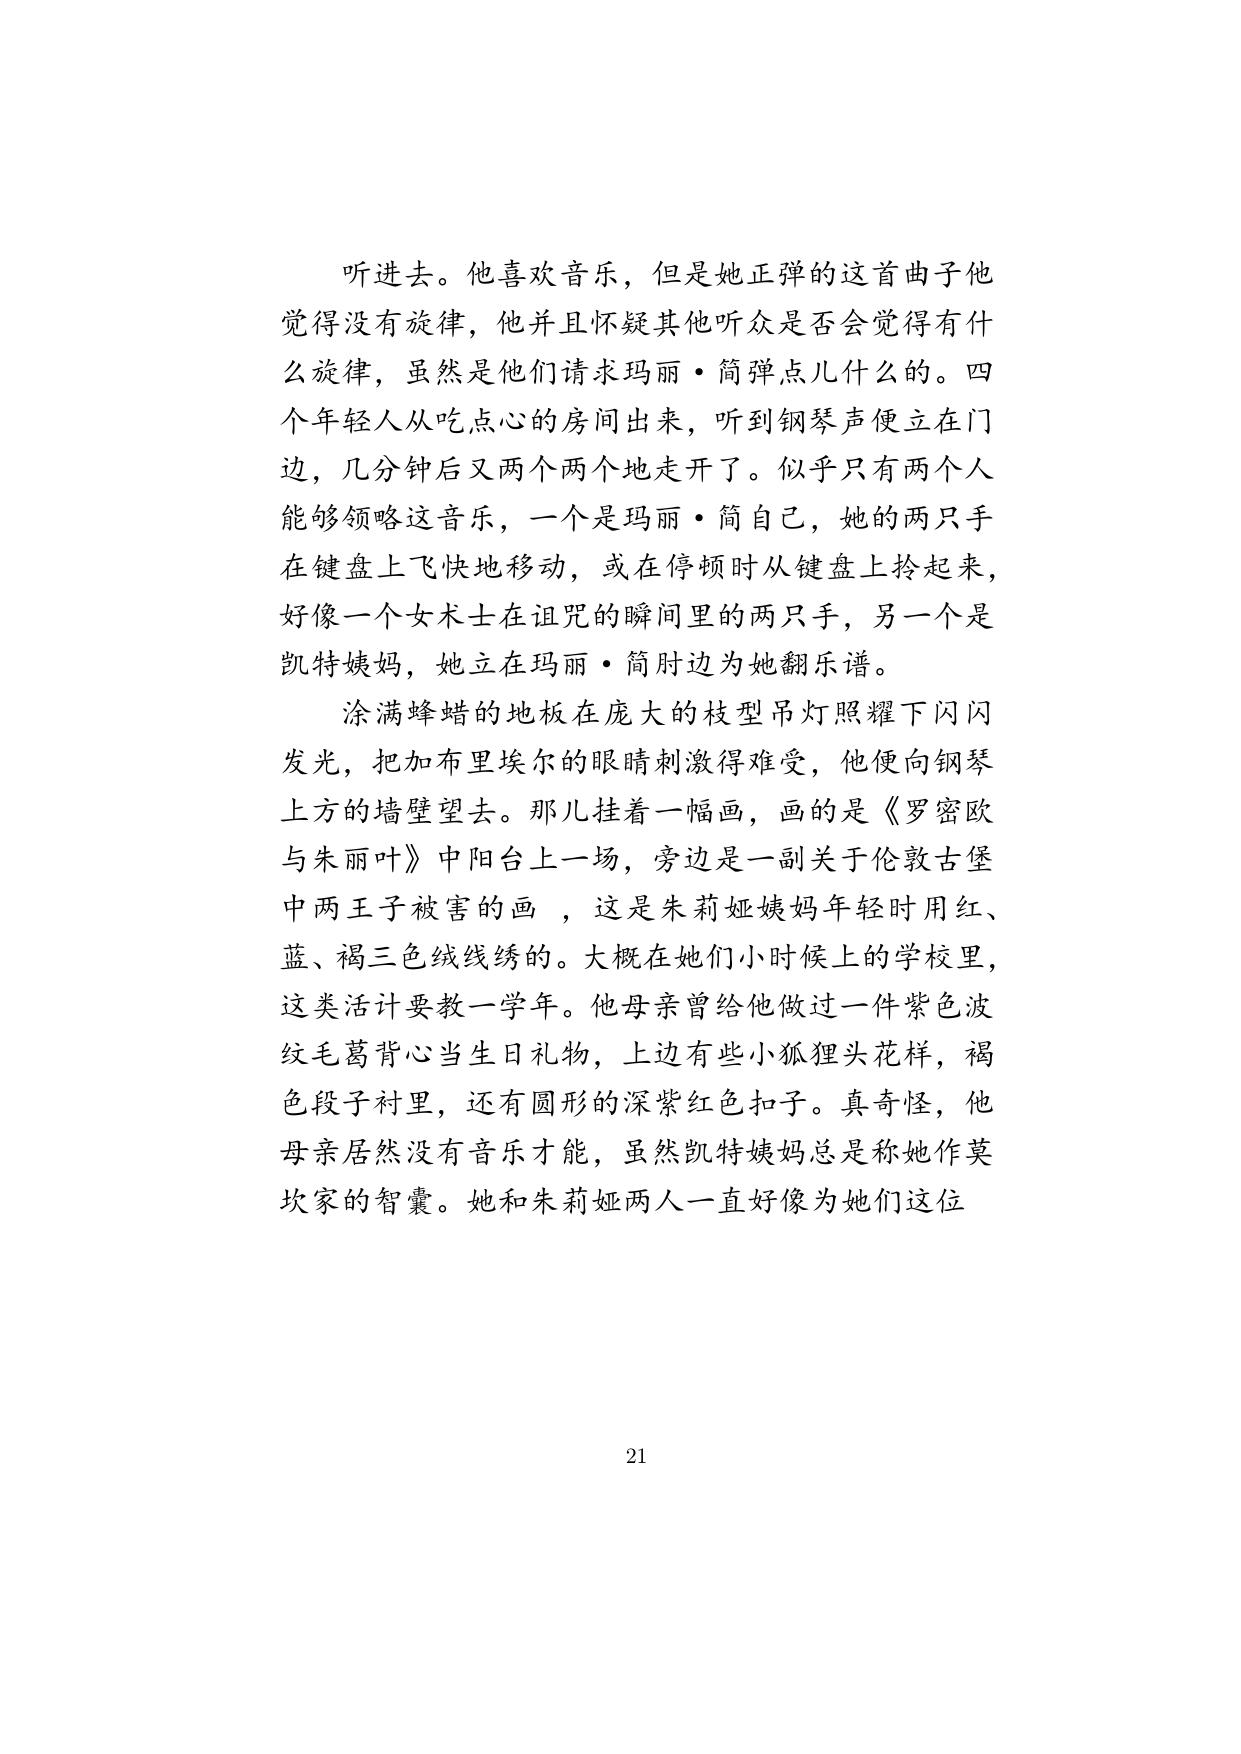 听进去。他喜欢音乐，但是她正弹的这首曲子他
觉得没有旋律，他并且怀疑其他听众是否会觉得有什
么旋律，虽然是他们请求玛丽·简弹点儿什么的。四
个年轻人从吃点心的房间出来，听到钢琴声便立在门
边，几分钟后又两个两个地走开了。似乎只有两个人
能够领略这音乐，一个是玛丽·简自己，她的两只手
在键盘上飞快地移动，或在停顿时从键盘上拎起来，
好像一个女术士在诅咒的瞬间里的两只手，另一个是
凯特姨妈，她立在玛丽·简肘边为她翻乐谱。
涂满蜂蜡的地板在庞大的枝型吊灯照耀下闪闪
发光，把加布里埃尔的眼睛刺激得难受，他便向钢琴
上方的墙壁望去。那儿挂着一幅画，画的是《罗密欧
与朱丽叶》中阳台上一场，旁边是一副关于伦敦古堡
中两王子被害的画 ，这是朱莉娅姨妈年轻时用红、
蓝、褐三色绒线绣的。大概在她们小时候上的学校里，
这类活计要教一学年。他母亲曾给他做过一件紫色波
纹毛葛背心当生日礼物，上边有些小狐狸头花样，褐
色段子衬里，还有圆形的深紫红色扣子。真奇怪，他
母亲居然没有音乐才能，虽然凯特姨妈总是称她作莫
坎家的智囊。她和朱莉娅两人一直好像为她们这位
21